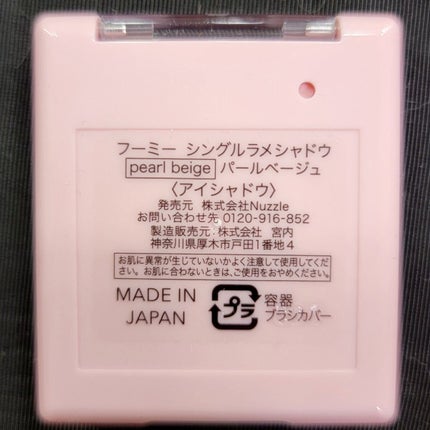 フーミー シングルラメシャドウ
pearl beige パールベージュ
〈アイシャドウ〉
発売元 株式会社Nuzzle
お問い合わせ先 0120-916-852
製造販売元 株式会社 宮内
神奈川県厚木市戸田1番地4
お肌に異常が生じていないかよく注意して使用してくだ
さい。お肌に合わないときは、ご使用をおやめください。
MADE IN
JAPAN
プラ
容器
ブラシカバー